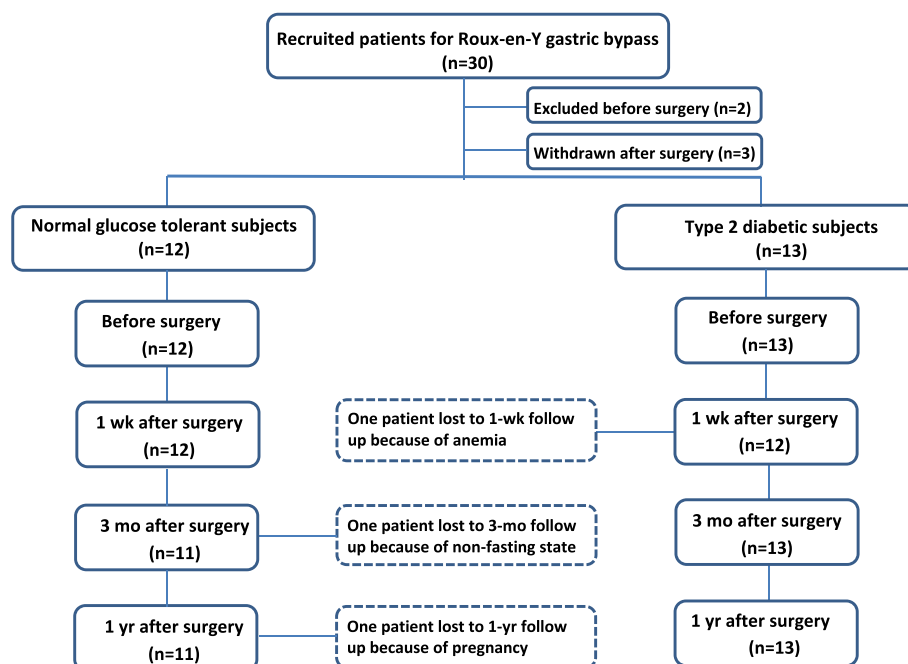 Recruited patients for Roux-en-Y gastric bypass
(n=30)
Excluded before surgery (n=2)
Withdrawn after surgery (n=3)
Normal glucose tolerant subjects
(n=12)
Type 2 diabetic subjects
(n=13)
Before surgery
(n=12)
Before surgery
(n=13)
1 wk after surgery
(n=12)
One patient lost to 1-wk follow
up because of anemia
1 wk after surgery
(n=12)
3 mo after surgery
(n=11)
One patient lost to 3-mo follow
up because of non-fasting state
3 mo after surgery
(n=13)
1 yr after surgery
(n=11)
One patient lost to 1-yr follow
up because of pregnancy
1 yr after surgery
(n=13)